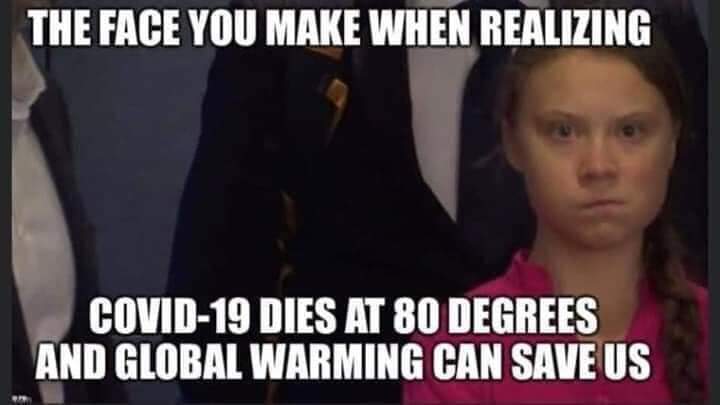 THE FACE YOU MAKE WHEN REALIZING
COVID-19 DIES AT 80 DEGREES
AND GLOBAL WARMING CAN SAVE US